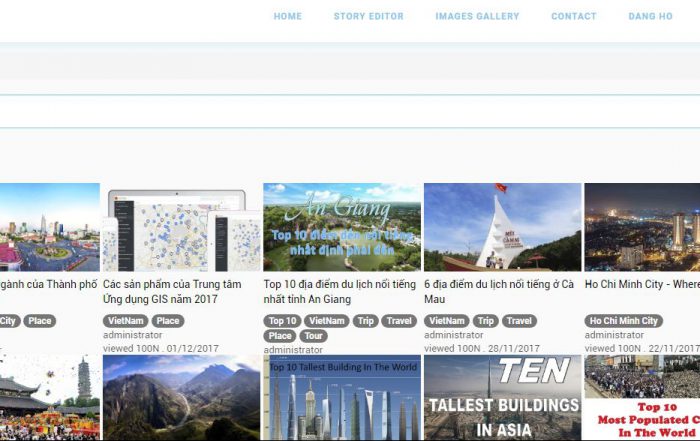 HOME STORY EDITOR IMAGES GALLERY CONTACT DANG HO
An Giang
Top 10 điểm đến nổi tiếng
nhất định phải đến
MŨI
CÀ MAU
gành của Thành phố
Các sản phẩm của Trung tâm
Ứng dụng GIS năm 2017
Top 10 địa điểm du lịch nổi tiếng
nhất tỉnh An Giang
6 địa điểm du lịch nổi tiếng ở Cà
Mau
Ho Chi Minh City - Where
City Place
VietNam Place
Top 10 VietNam Trip Travel
Place Tour
VietNam Trip Travel
Ho Chi Minh City
administrator
viewed 100N . 01/12/2017
administrator
administrator
viewed 100N . 28/11/2017
administrator
viewed 100N . 22/11/2017
Top 10 Tallest Building In The World
TEN
TALLEST BUILDINGS
IN ASIA
Top 10
Most Populated C
In The World